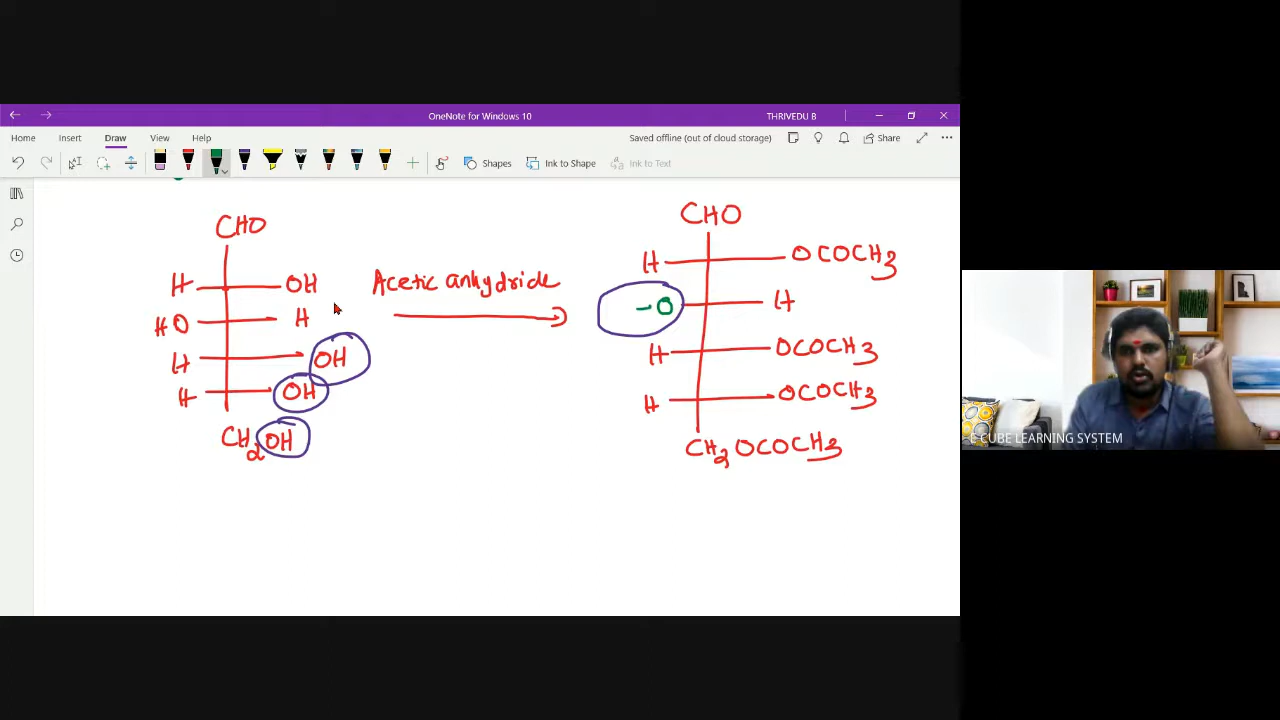 OneNote for Windows 10
THRIVEDU B
Home Insert Draw View Help
Saved offline (out of cloud storage)
Share
Shapes
Ink to Shape
Ink to Text
CHO
H OH
HO H
H OH
H OH
CH2OH
Acetic anhydride
CHO
H OCOCH3
-O H
H OCOCH3
H OCOCH3
CH2OCOCH3
E CUBE LEARNING SYSTEM